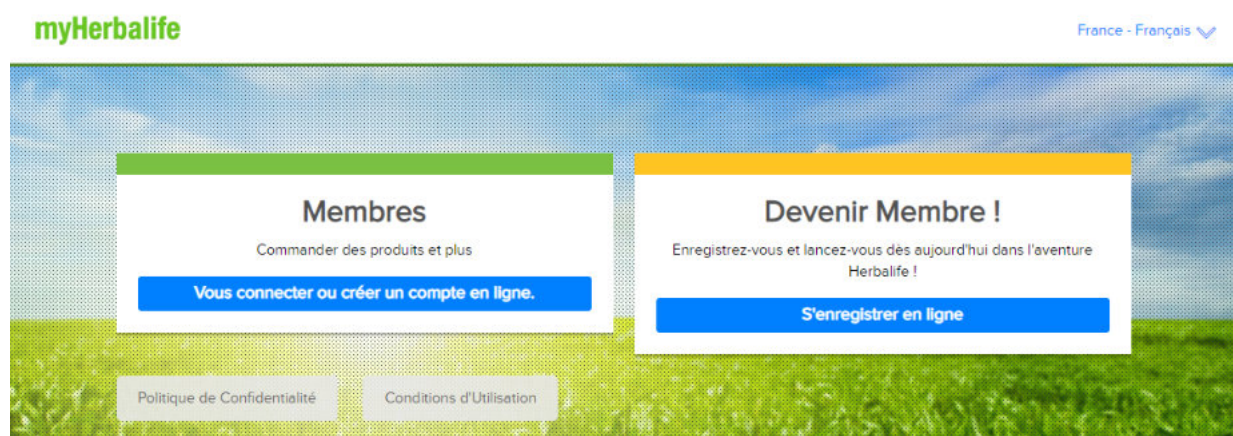 myHerbalife
France - Français
Membres
Commander des produits et plus
Vous connecter ou créer un compte en ligne.
Devenir Membre !
Enregistrez-vous et lancez-vous dès aujourd'hui dans l'aventure
Herbalife !
S'enregistrer en ligne
Politique de Confidentialité
Conditions d'Utilisation